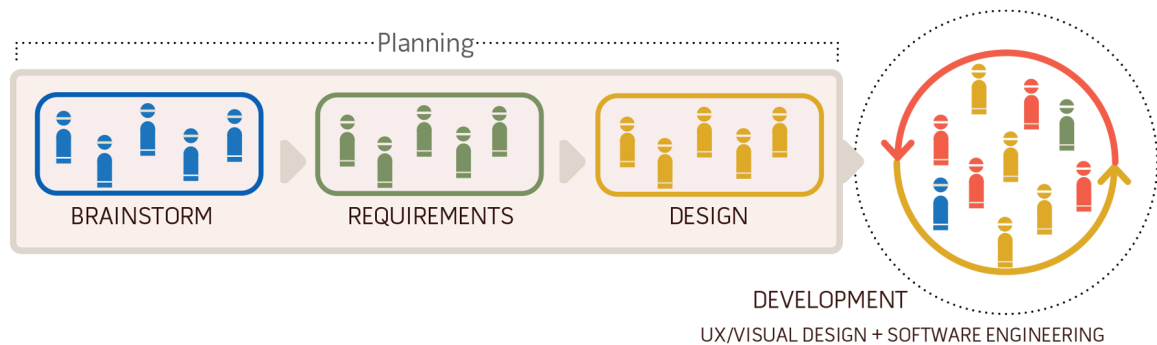 Planning
BRAINSTORM
REQUIREMENTS
DESIGN
DEVELOPMENT
UX/VISUAL DESIGN + SOFTWARE ENGINEERING